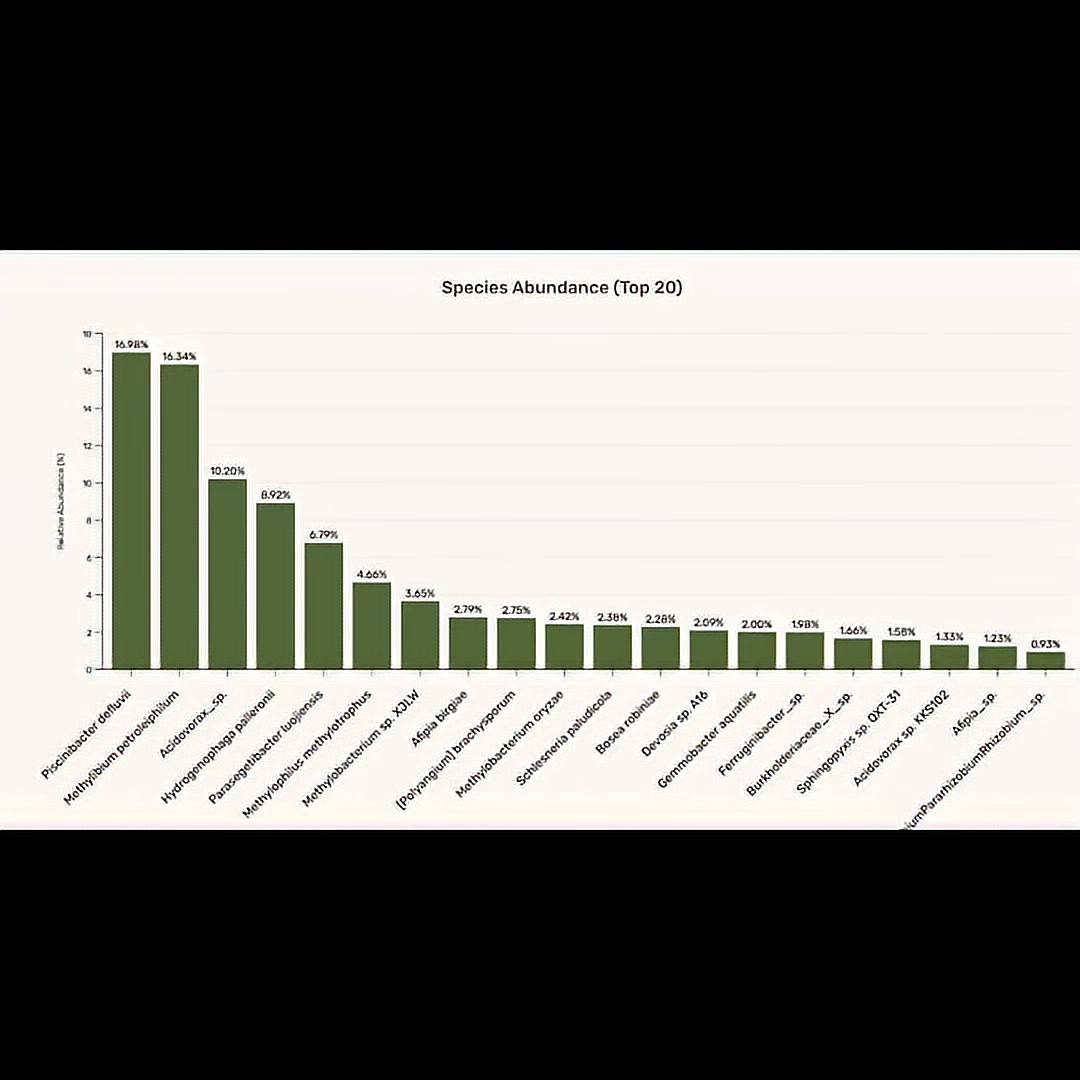 Species Abundance (Top 20)
Relative Abundance (%)
18
16
14
12
10
8
6
4
2
0
16.98%
16.34%
10.20%
8.92%
6.79%
4.66%
3.65%
2.79%
2.75%
2.42%
2.38%
2.28%
2.09%
2.00%
1.98%
1.66%
1.58%
1.33%
1.23%
0.93%
Piscinibacter defluvii
Methylibium petroleiphilum
Acidovorax_sp.
Hydrogenophaga palleronii
Parasegetibacter luojiensis
Methylophilus methylotrophus
Methylobacterium sp. XJLW
Afipia birgiae
[Polyangium] brachysporum
Methylobacterium oryzae
Schlesneria paludicola
Bosea robiniae
Devosia sp. A16
Gemmobacter aquatilis
Ferruginibacter_sp.
Burkholderiaceae_X_sp.
Sphingopyxis sp. QXT-31
Acidovorax sp. KKS102
Afipia_sp.
iumPararhizobiumRhizobium_sp.